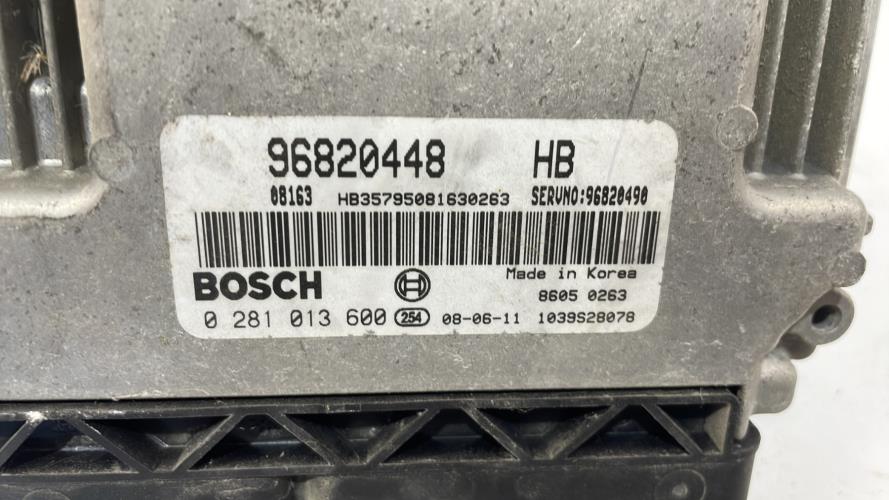 96820448 HB
08163 HB35795081630263 SERVNO:96820490
Made in Korea
BOSCH
8605 0263
0 281 013 600 254 08-06-11 1039S28078